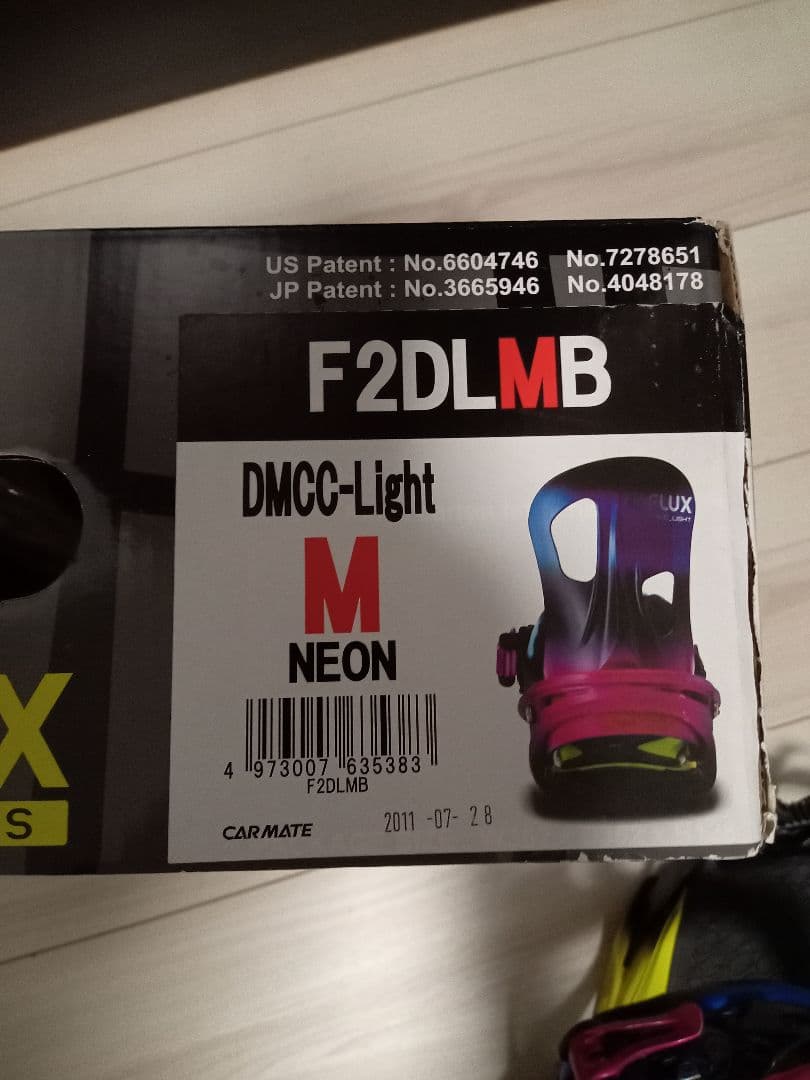 US Patent : No.6604746 No.7278651
JP Patent : No.3665946 No.4048178
F2DLMB
DMCC-Light
M
NEON
4 973007 635383
F2DLMB
CARMATE
2011 -07- 28
LUX
X
S